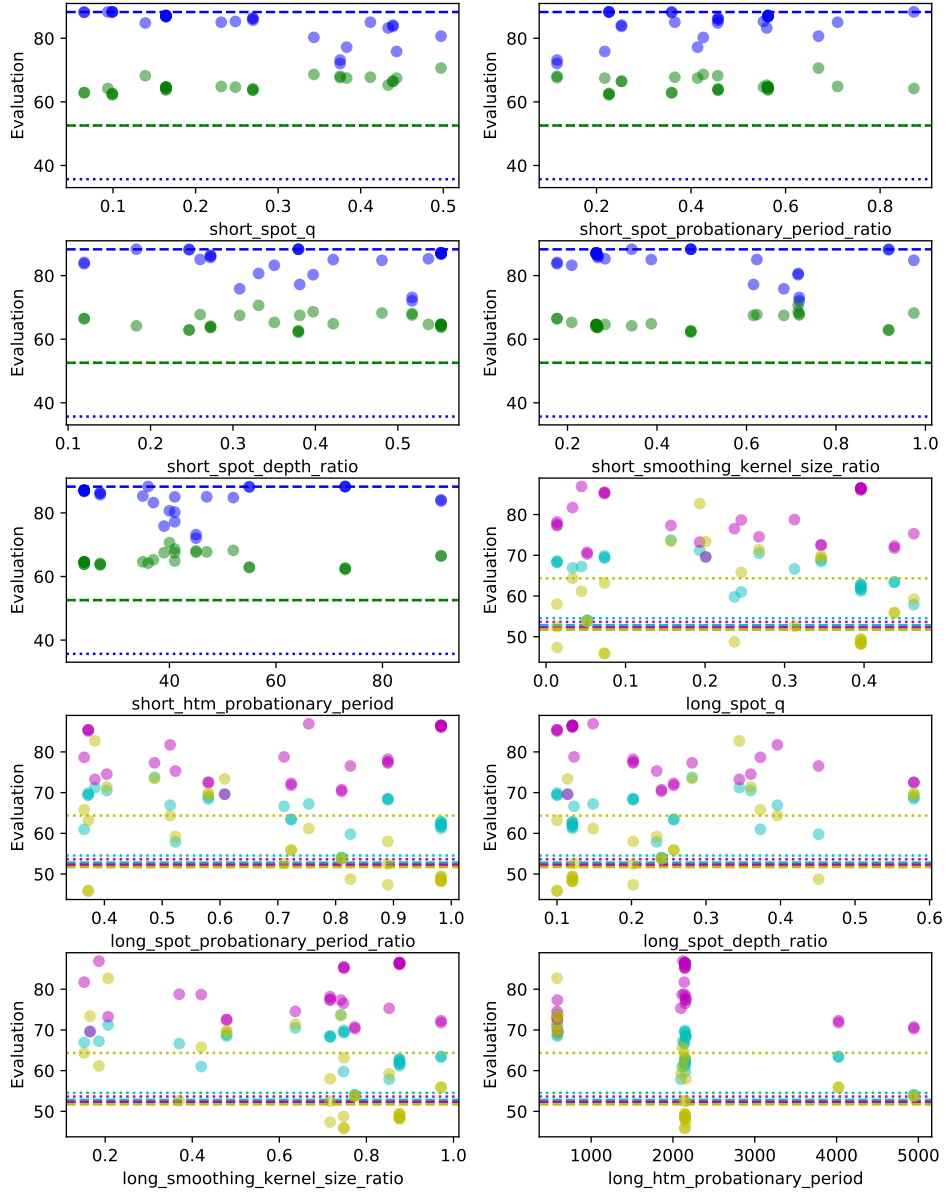 80
60
40
Evaluation
0.1 0.2 0.3 0.4 0.5
short_spot_q
80
60
40
Evaluation
0.2 0.4 0.6 0.8
short_spot_probationary_period_ratio
80
60
40
Evaluation
0.1 0.2 0.3 0.4 0.5
short_spot_depth_ratio
80
60
40
Evaluation
0.2 0.4 0.6 0.8 1.0
short_smoothing_kernel_size_ratio
80
60
40
Evaluation
40 60 80
short_htm_probationary_period
80
70
60
50
Evaluation
0.0 0.1 0.2 0.3 0.4
long_spot_q
80
70
60
50
Evaluation
0.4 0.5 0.6 0.7 0.8 0.9 1.0
long_spot_probationary_period_ratio
80
70
60
50
Evaluation
0.1 0.2 0.3 0.4 0.5 0.6
long_spot_depth_ratio
80
70
60
50
Evaluation
0.2 0.4 0.6 0.8 1.0
long_smoothing_kernel_size_ratio
80
70
60
50
Evaluation
1000 2000 3000 4000 5000
long_htm_probationary_period